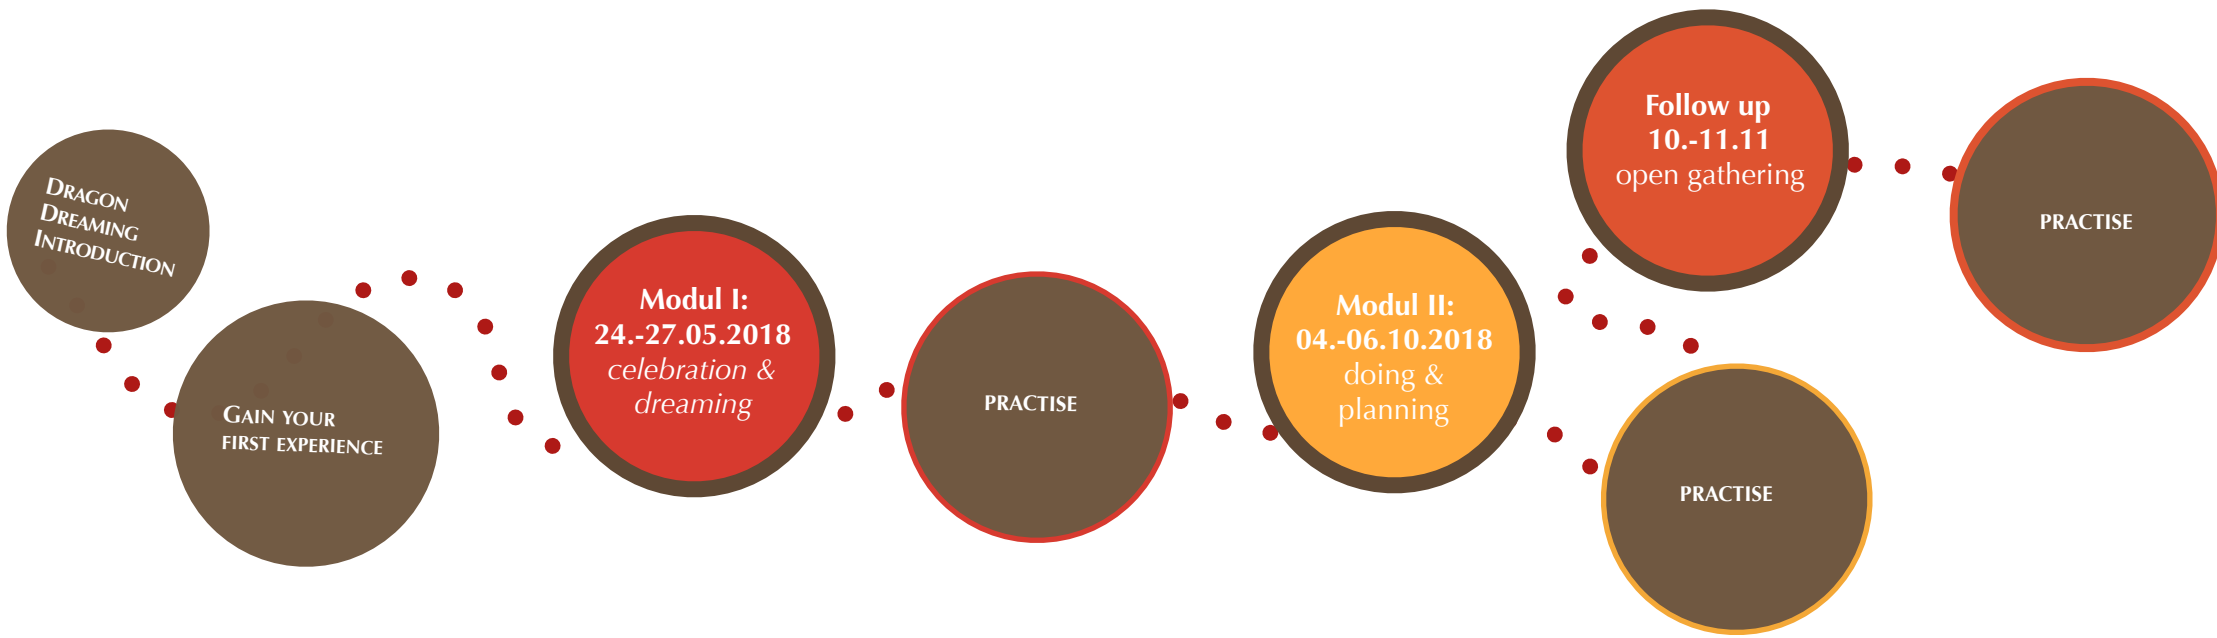 Dragon
Dreaming
Introduction
Gain your
first experience
Modul I:
24.-27.05.2018
celebration &
dreaming
practise
Modul II:
04.-06.10.2018
doing &
planning
Follow up
10.-11.11
open gathering
practise
practise